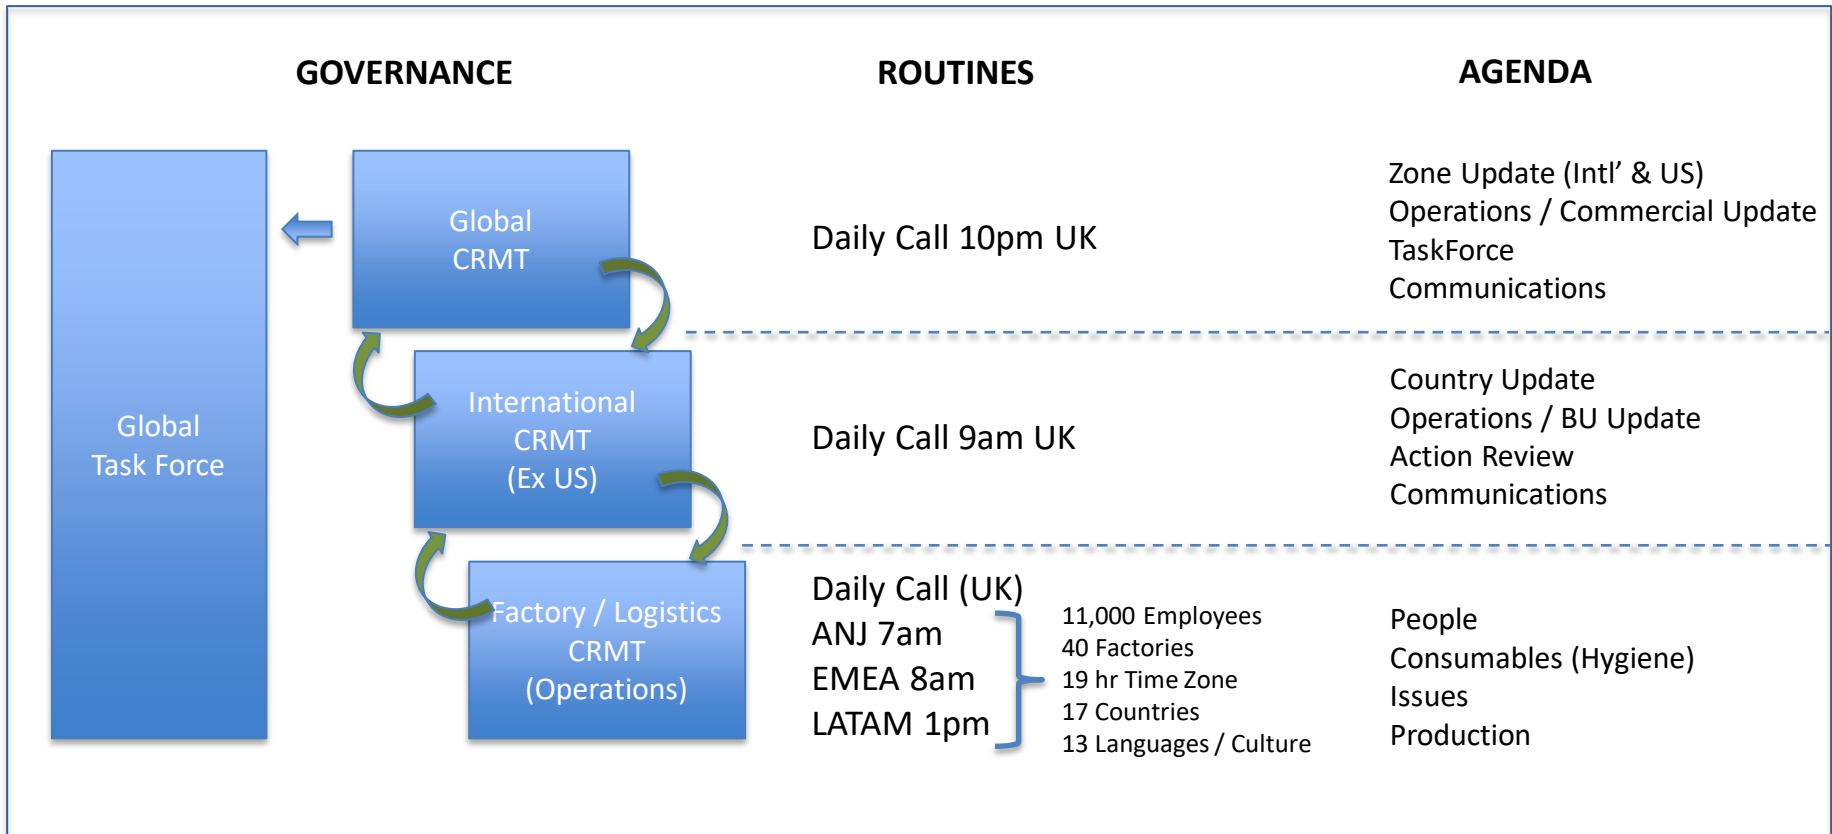 GOVERNANCE
ROUTINES
AGENDA
Global
Task Force
Global
CRMT
Daily Call 10pm UK
Zone Update (Intl’ & US)
Operations / Commercial Update
TaskForce
Communications
International
CRMT
(Ex US)
Daily Call 9am UK
Country Update
Operations / BU Update
Action Review
Communications
Factory / Logistics
CRMT
(Operations)
Daily Call (UK)
ANJ 7am
EMEA 8am
LATAM 1pm
11,000 Employees
40 Factories
19 hr Time Zone
17 Countries
13 Languages / Culture
People
Consumables (Hygiene)
Issues
Production